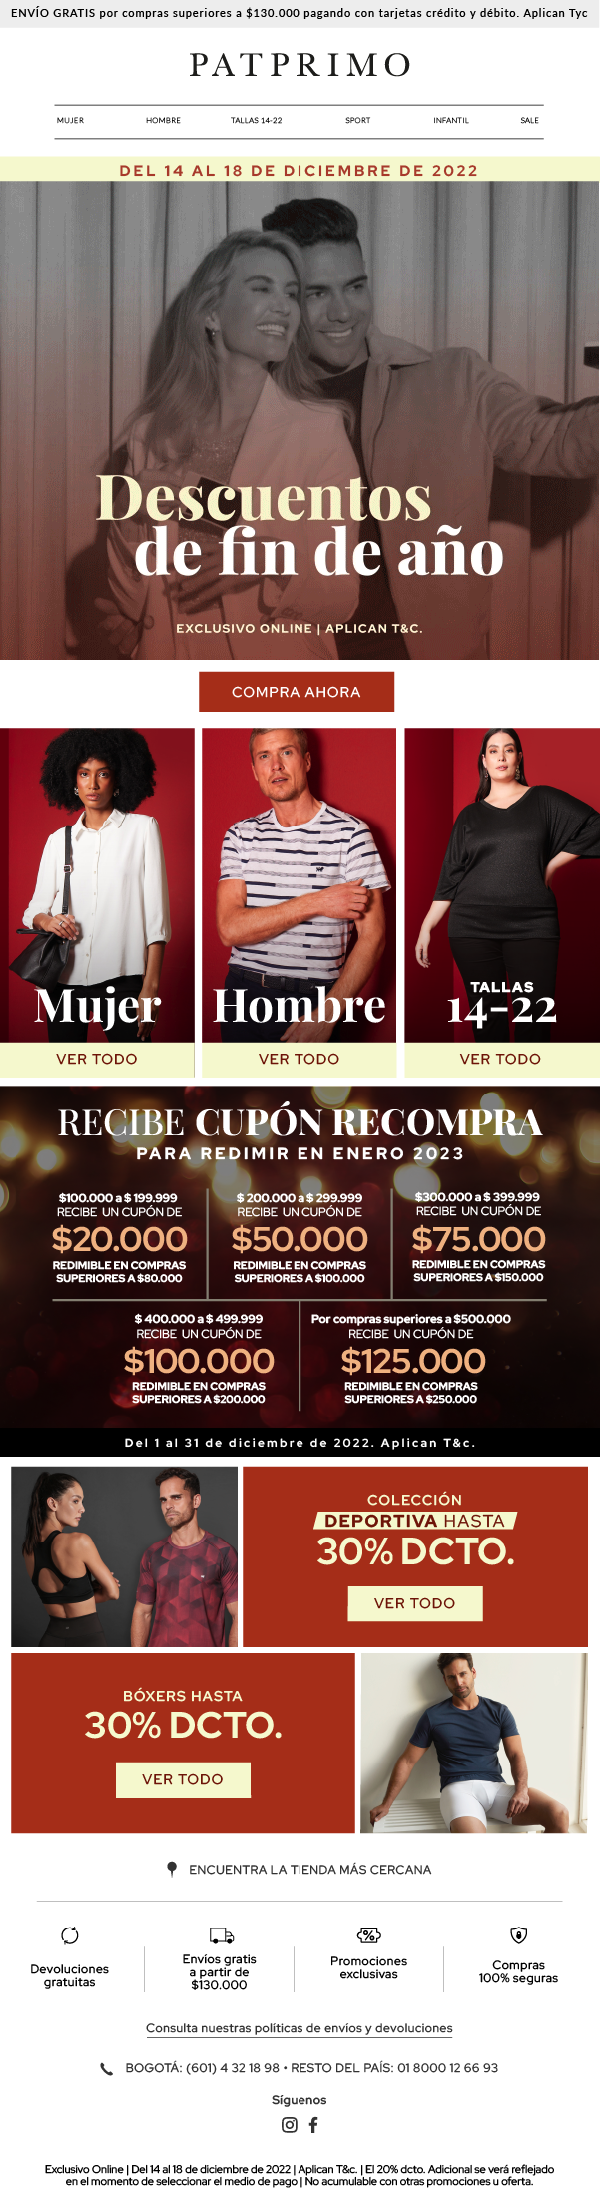 ENVÍO GRATIS por compras superiores a $130.000 pagando con tarjetas crédito y débito. Aplican Tyc
PATPRIMO
MUJER HOMBRE TALLAS 14-22 SPORT INFANTIL SALE
DEL 14 AL 18 DE DICIEMBRE DE 2022
Descuentos
de fin de año
EXCLUSIVO ONLINE | APLICAN T&C.
COMPRA AHORA
Mujer
VER TODO
Hombre
VER TODO
TALLAS
14-22
VER TODO
RECIBE CUPÓN RECOMPRA
PARA REDIMIR EN ENERO 2023
$100.000 a $ 199.999
RECIBE UN CUPÓN DE
$20.000
REDIMIBLE EN COMPRAS
SUPERIORES A $80.000
$ 200.000 a $ 299.999
RECIBE UN CUPÓN DE
$50.000
REDIMIBLE EN COMPRAS
SUPERIORES A $100.000
$300.000 a $ 399.999
RECIBE UN CUPÓN DE
$75.000
REDIMIBLE EN COMPRAS
SUPERIORES A $150.000
$ 400.000 a $ 499.999
RECIBE UN CUPÓN DE
$100.000
REDIMIBLE EN COMPRAS
SUPERIORES A $200.000
Por compras superiores a $500.000
RECIBE UN CUPÓN DE
$125.000
REDIMIBLE EN COMPRAS
SUPERIORES A $250.000
Del 1 al 31 de diciembre de 2022. Aplican T&c.
COLECCIÓN
DEPORTIVA HASTA
30% DCTO.
VER TODO
BÓXERS HASTA
30% DCTO.
VER TODO
ENCUENTRA LA TIENDA MÁS CERCANA
Devoluciones
gratuitas
Envíos gratis
a partir de
$130.000
Promociones
exclusivas
Compras
100% seguras
Consulta nuestras políticas de envíos y devoluciones
BOGOTÁ: (601) 4 32 18 98 • RESTO DEL PAÍS: 01 8000 12 66 93
Síguenos
Exclusivo Online | Del 14 al 18 de diciembre de 2022 | Aplican T&c. | El 20% dcto. Adicional se verá reflejado
en el momento de seleccionar el medio de pago | No acumulable con otras promociones u oferta.